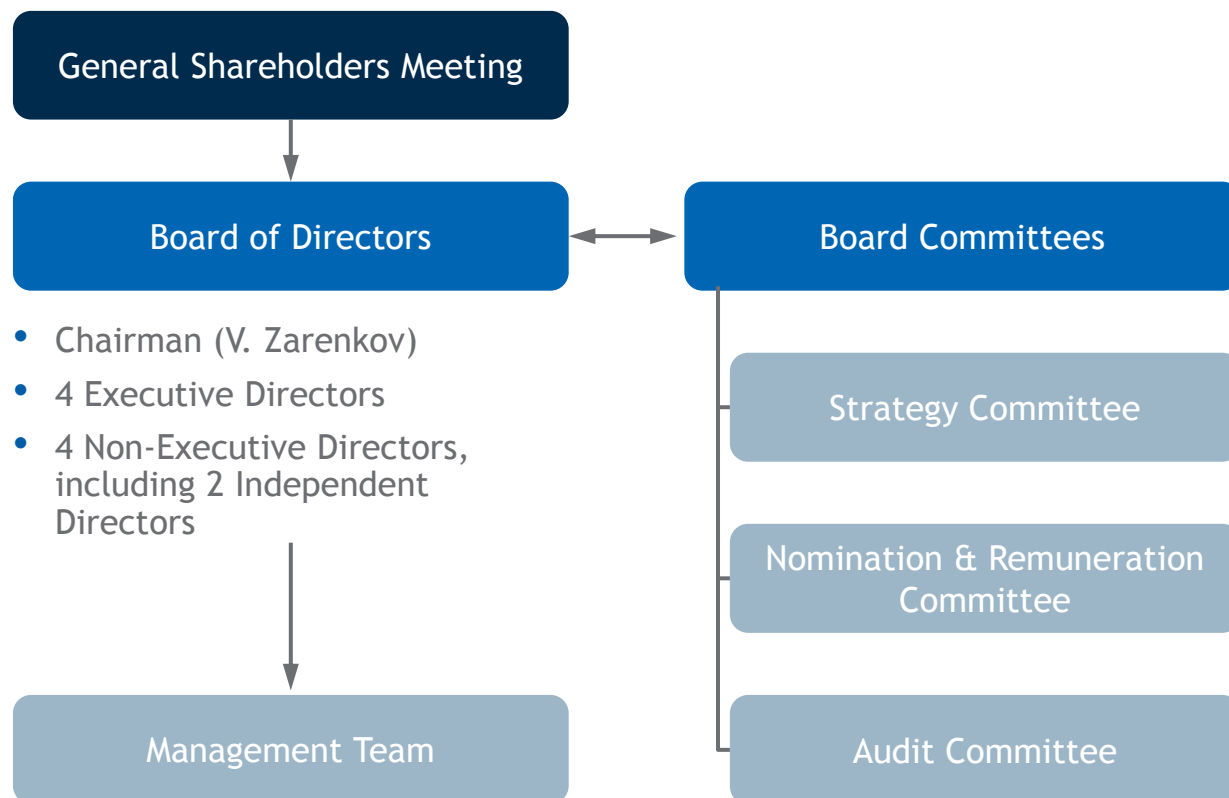 General Shareholders Meeting
Board of Directors
Board Committees
• Chairman (V. Zarenkov)
• 4 Executive Directors
• 4 Non-Executive Directors,
including 2 Independent
Directors
Strategy Committee
Nomination & Remuneration
Committee
Management Team
Audit Committee